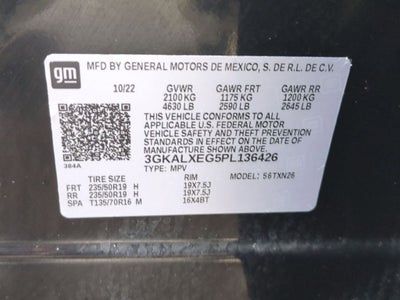 gm
MFD BY GENERAL MOTORS DE MEXICO, S. DE R.L. DE C.V.
10/22 GVWR GAWR FRT GAWR RR
2100 KG 1175 KG 1200 KG
4630 LB 2590 LB 2645 LB
THIS VEHICLE CONFORMS TO ALL
APPLICABLE U.S. FEDERAL MOTOR
VEHICLE SAFETY AND THEFT PREVENTION
STANDARDS IN EFFECT ON THE DATE OF
MANUFACTURE SHOWN ABOVE.
3GKALXEG5PL136426
384A TYPE: MPV MODEL: 56TXN26
TIRE SIZE RIM
FRT 235/50R19 H 19X7.5J
RR 235/50R19 H 19X7.5J
SPA T135/70R16 M 16X4BT